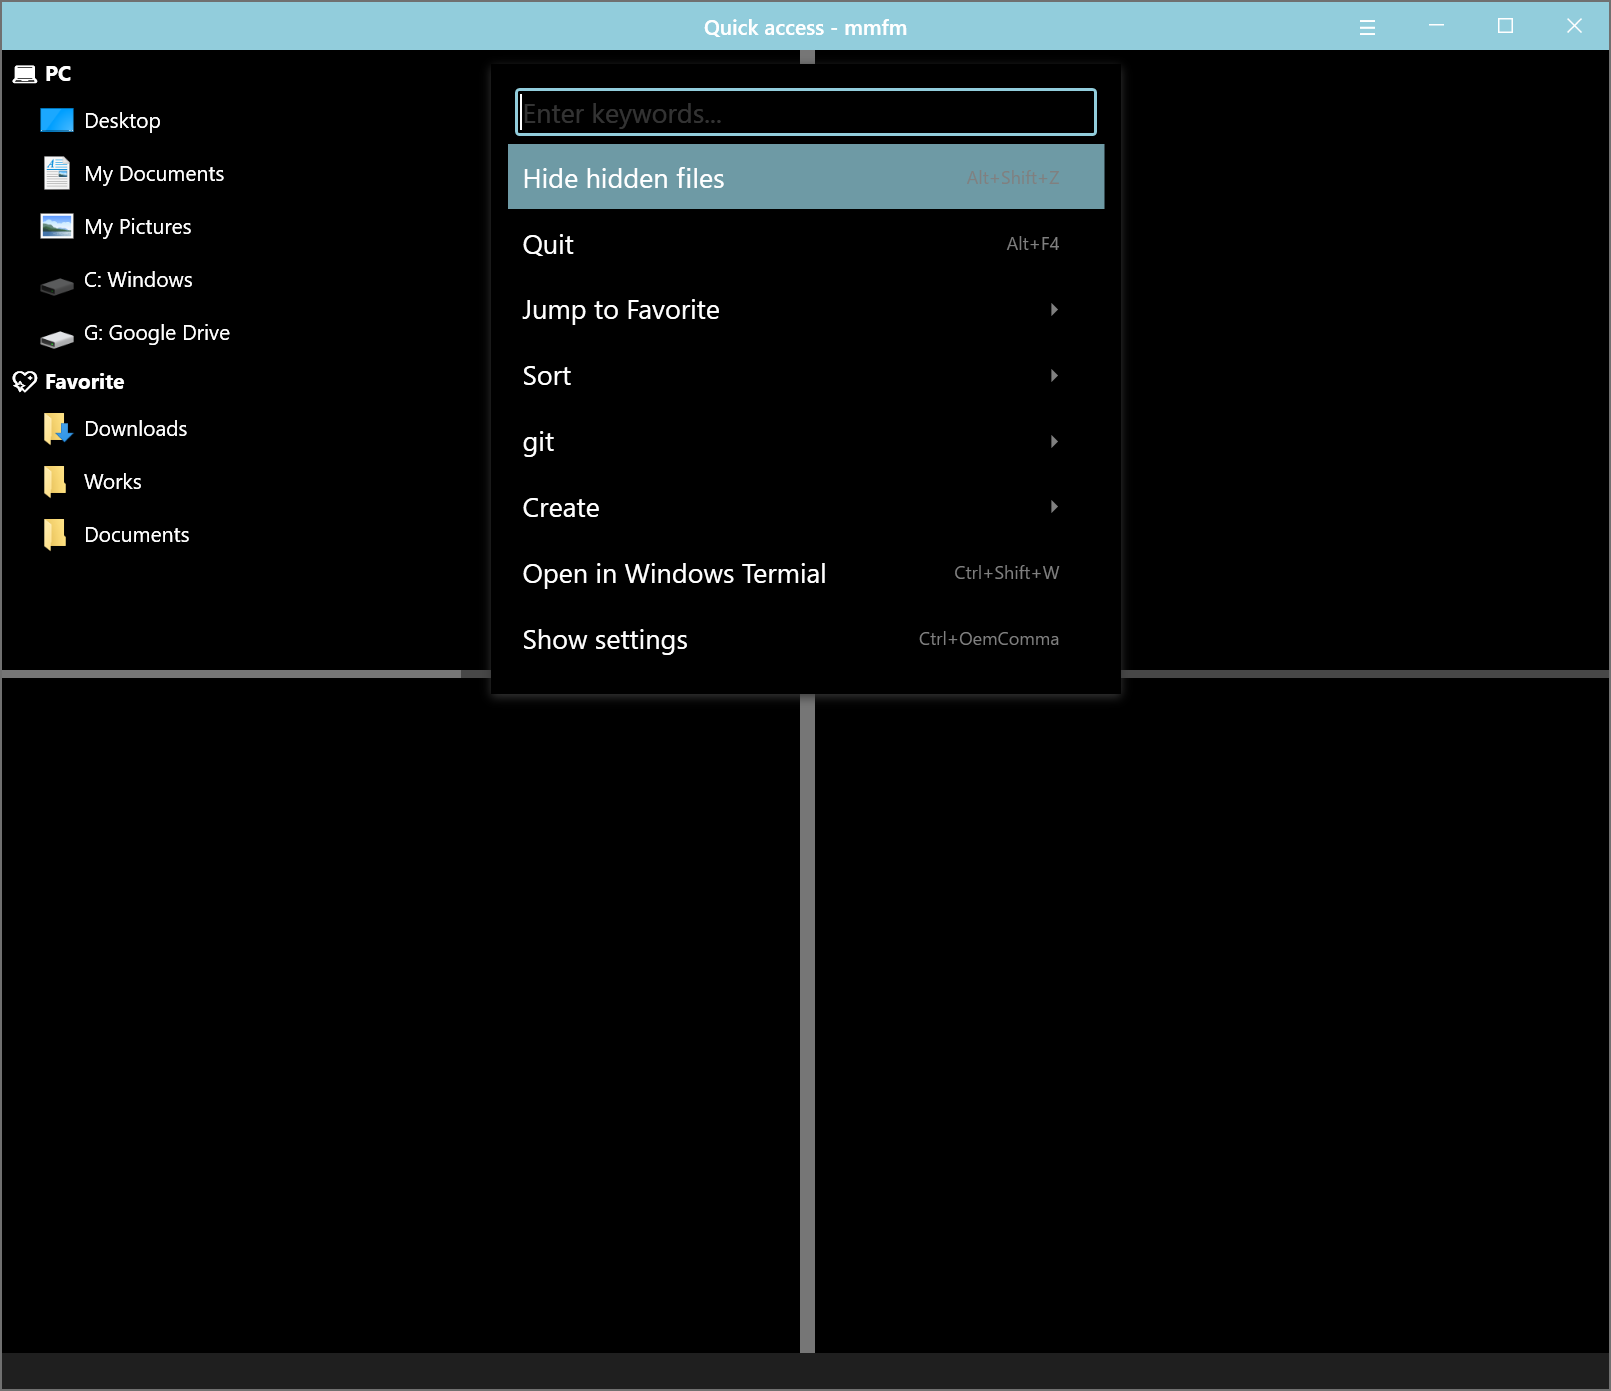 Quick access - mmfm
PC
Desktop
My Documents
My Pictures
C: Windows
G: Google Drive
Favorite
Downloads
Works
Documents
Enter keywords...
Hide hidden files Alt+Shift+Z
Quit Alt+F4
Jump to Favorite
Sort
git
Create
Open in Windows Termial Ctrl+Shift+W
Show settings Ctrl+OemComma